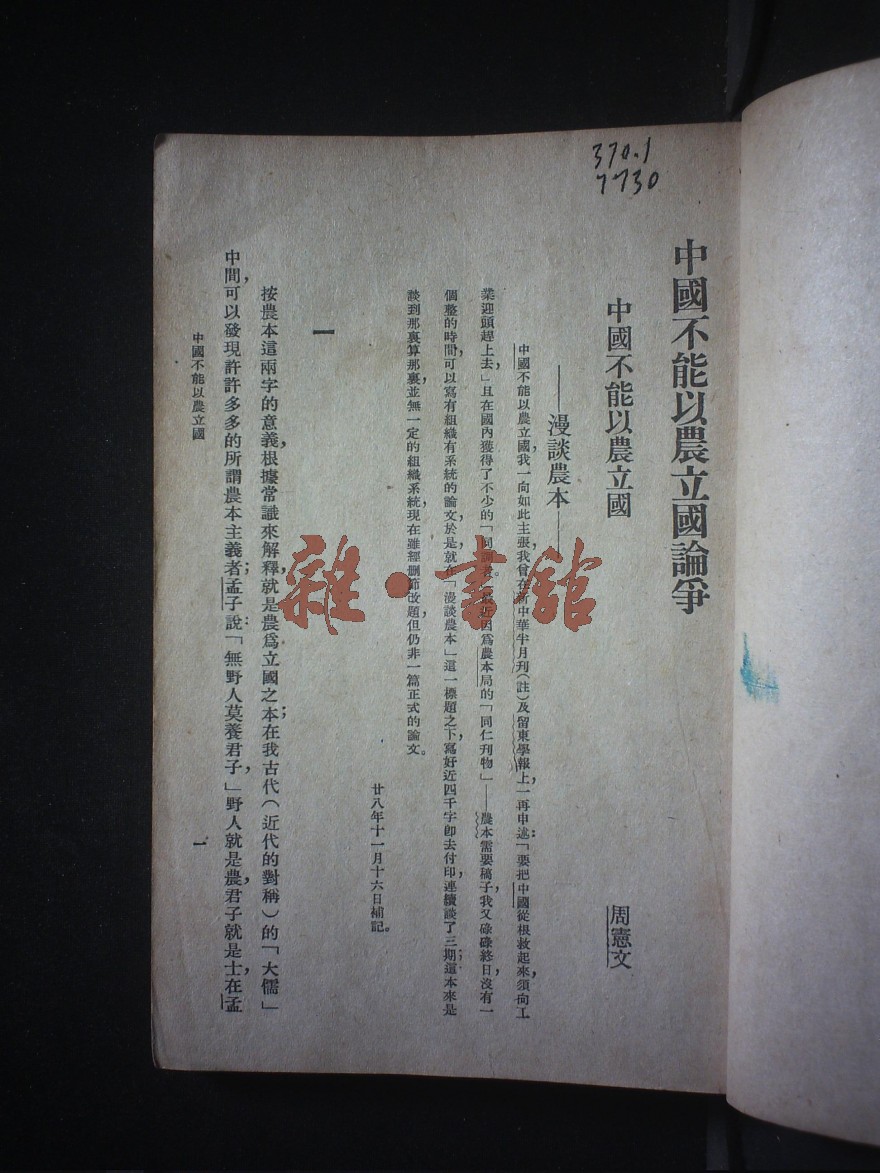 370.1
7730
中國不能以農立國論爭
中國不能以農立國
周憲文
——漫談農本——
中國不能以農立國，我一向如此主張，我曾在新中華半月刊（註）及留東學報上，一再申述：「要把中國從根救起來，須向工
業迎頭趕上去，」且在國內獲得了不少的「同調者。」最近因爲農本局的「同仁刊物」——農本需要稿子，我又碌碌終日，沒有一
個整的時間，可以寫有組織有系統的論文，於是就在「漫談農本」這一標題之下，寫好近四千字，卽去付印，連續談了三期；這本來是
談到那裏算那裏，並無一定的組織系統，現在雖經刪節改題，但仍非一篇正式的論文。
廿八年十一月十六日補記。
一
按農本這兩字的意義，根據常識來解釋，就是農爲立國之本；在我古代（近代的對稱）的「大儒」
中間，可以發現許許多多的所謂農本主義者；孟子說：「無野人莫養君子，」野人就是農，君子就是士，在孟
中國不能以農立國
一
雜·書館